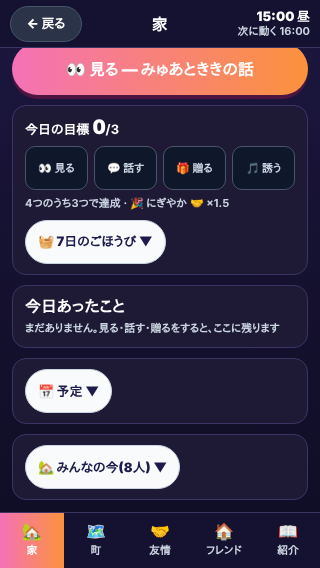 ← 戻る
家
15:00 昼
次に動く 16:00
👀 見る — みゅあとききの話
今日の目標 0/3
👀 見る
💬 話す
🎁 贈る
🎵 誘う
4つのうち3つで達成・🎉 にぎやか 🤝 ×1.5
🧺 7日のごほうび ▼
今日あったこと
まだありません。見る・話す・贈るをすると、ここに残ります
📅 予定 ▼
🏡 みんなの今(8人) ▼
家
町
友情
フレンド
紹介